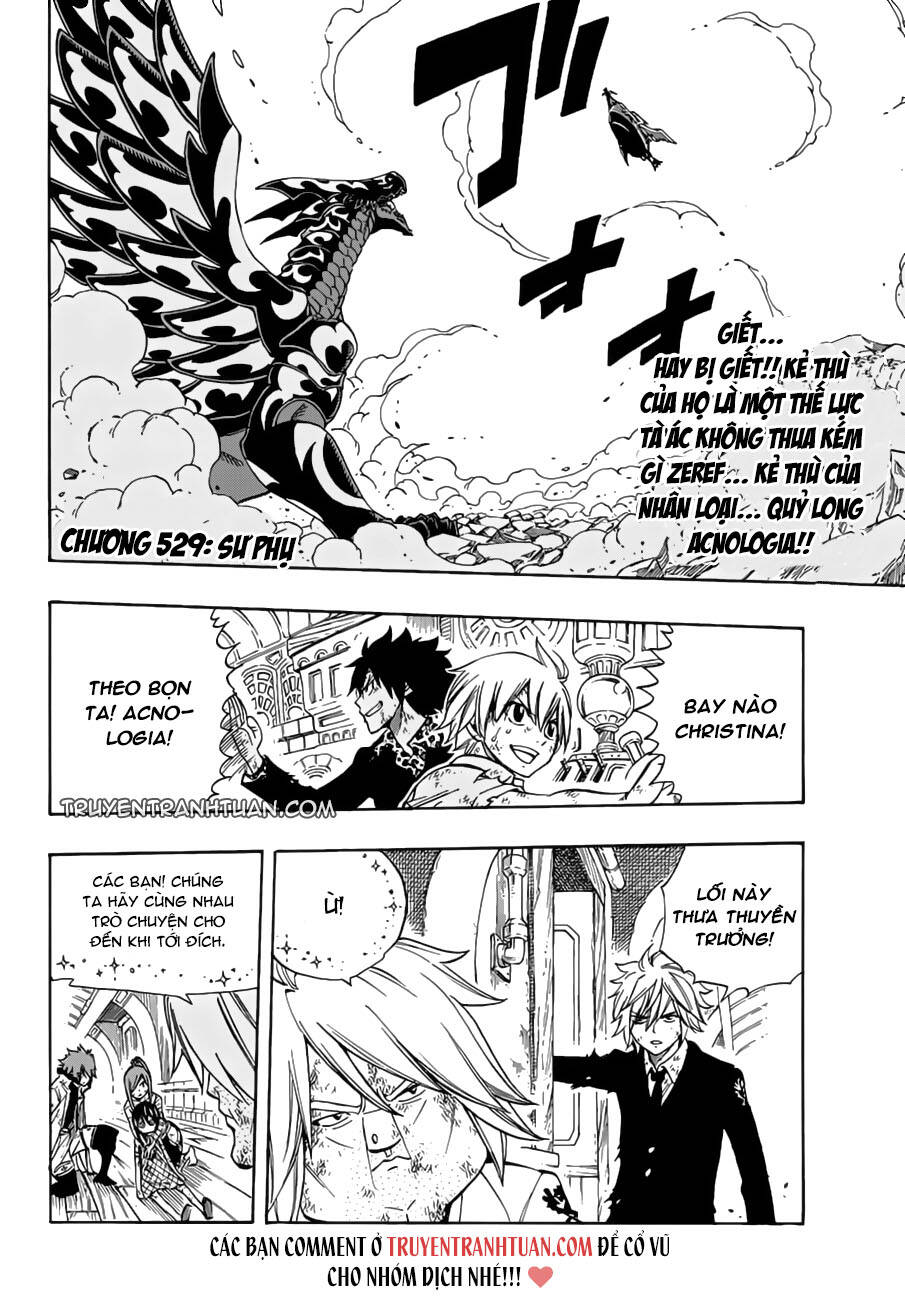 ゴ
オ
オ
GIẾT...
HAY BỊ GIẾT!! KẺ THÙ
CỦA HỌ LÀ MỘT THẾ LỰC
TÀ ÁC KHÔNG THUA KÉM
GÌ ZEREF... KẺ THÙ CỦA
NHÂN LOẠI... QUỶ LONG
ACNOLOGIA!!
CHƯƠNG 529: SƯ PHỤ
BAY NÀO
CHRISTINA!
THEO BỌN
TA! ACNO-
LOGIA!
TRUYENTRANHTUAN.COM
LỐI NÀY
THƯA THUYỀN
TRƯỞNG!
Ừ!
CÁC BẠN! CHÚNG
TA HÃY CÙNG NHAU
TRÒ CHUYỆN CHO
ĐẾN KHI TỚI ĐÍCH.
CÁC BẠN COMMENT Ở TRUYENTRANHTUAN.COM ĐỂ CỔ VŨ
CHO NHÓM DỊCH NHÉ!!!